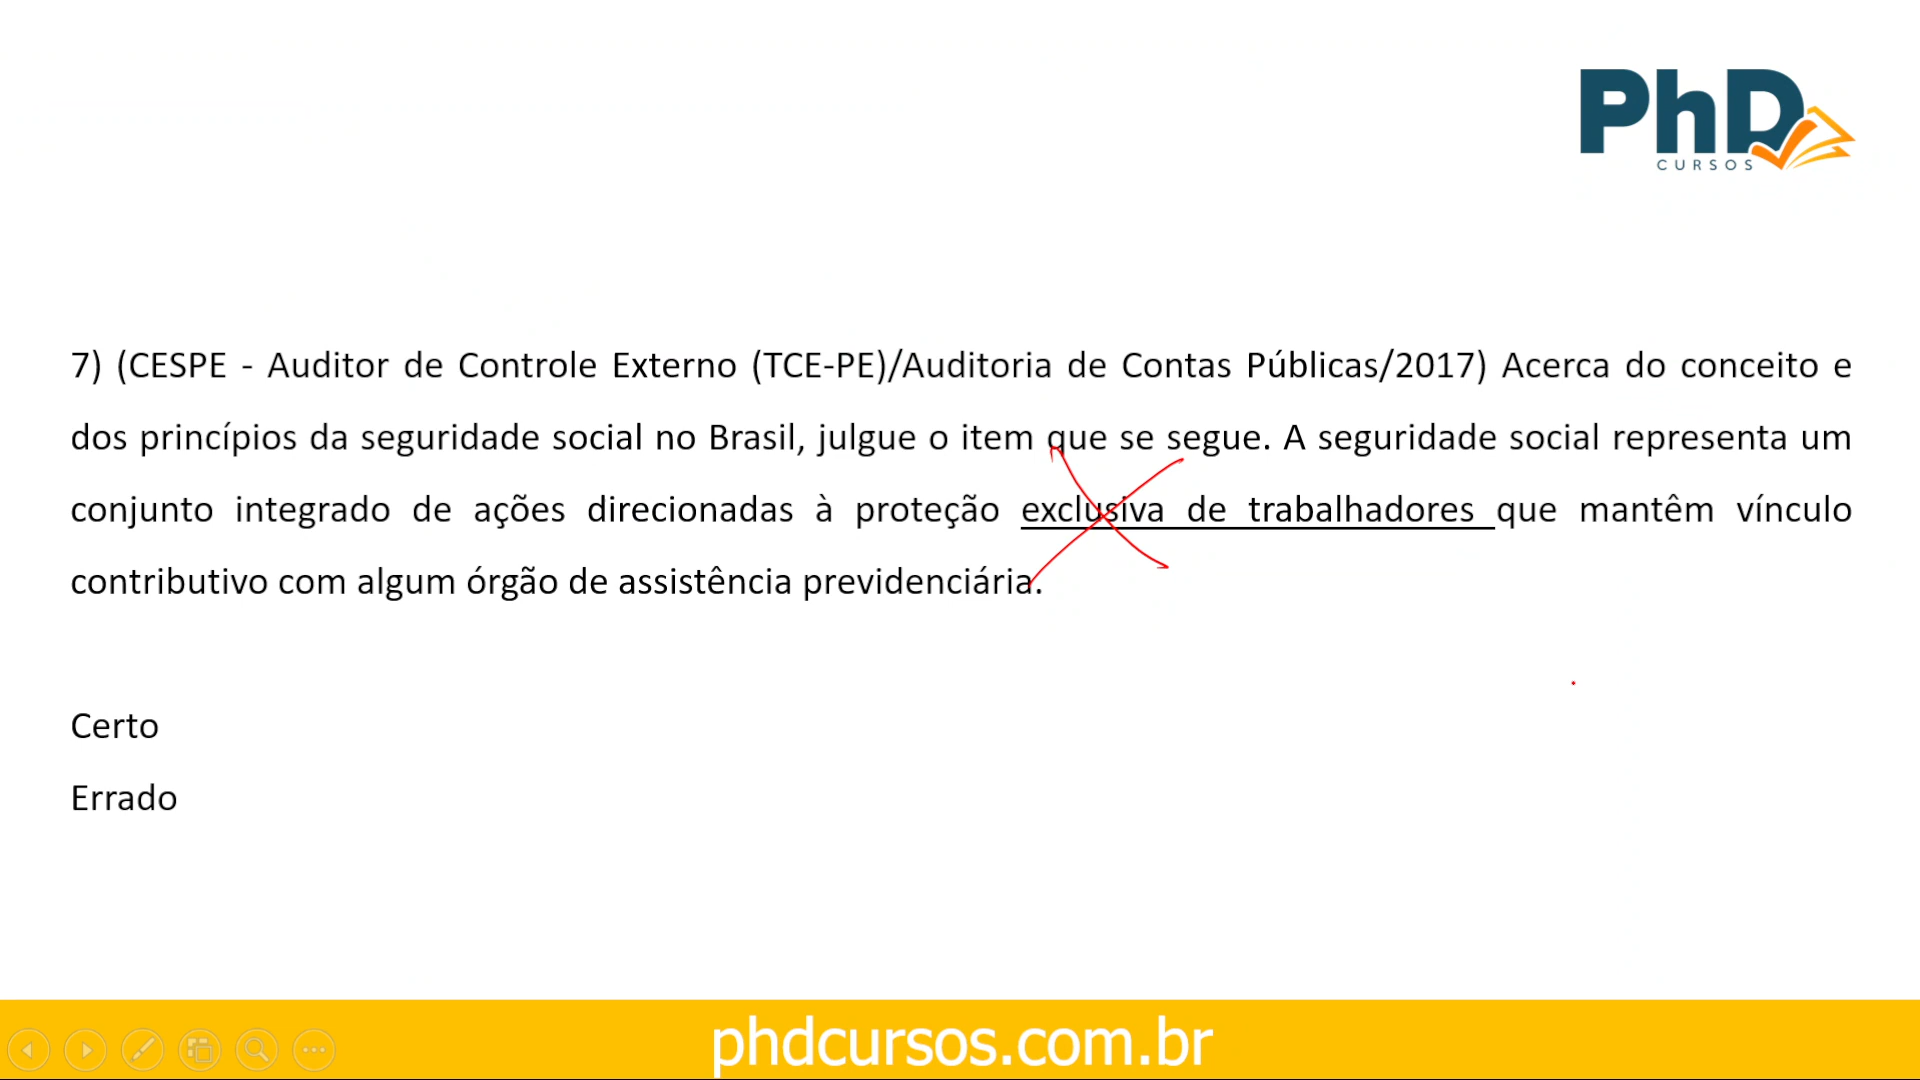 PhD
CURSOS
7) (CESPE - Auditor de Controle Externo (TCE-PE)/Auditoria de Contas Públicas/2017) Acerca do conceito e
dos princípios da seguridade social no Brasil, julgue o item que se segue. A seguridade social representa um
conjunto integrado de ações direcionadas à proteção exclusiva de trabalhadores que mantêm vínculo
contributivo com algum órgão de assistência previdenciária.
Certo
Errado
phdcursos.com.br